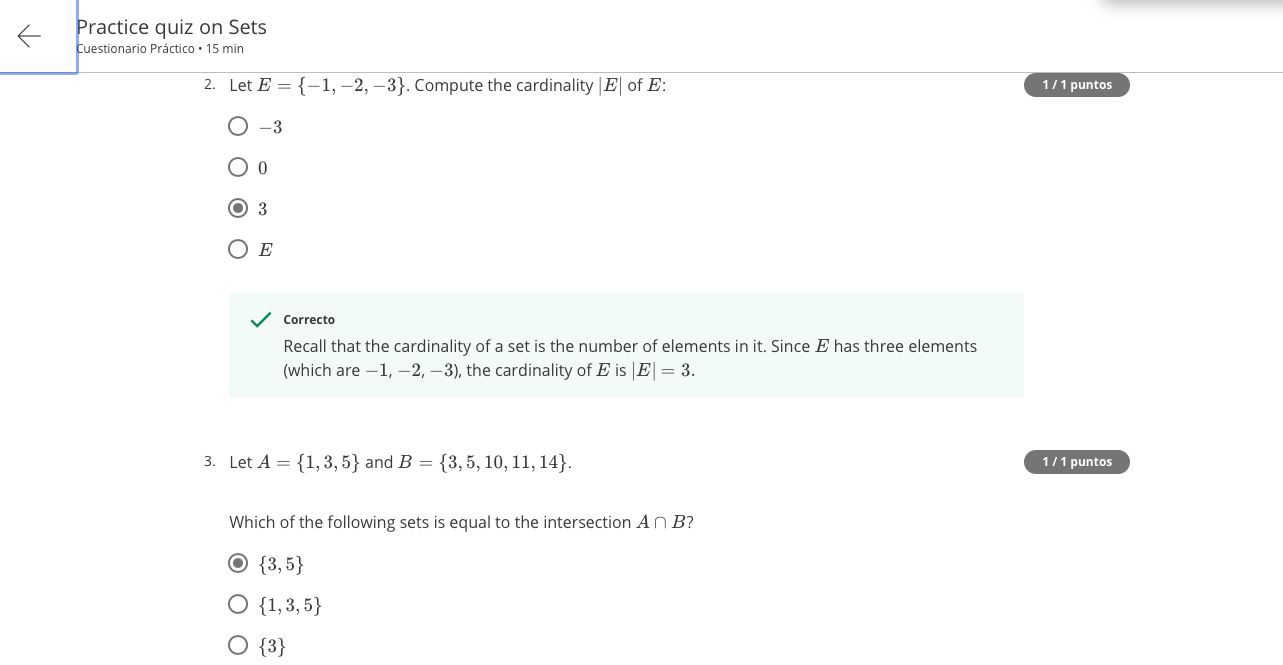 Practice quiz on Sets
Cuestionario Práctico • 15 min
2. Let E = {−1, −2, −3}. Compute the cardinality |E| of E:
1 / 1 puntos
−3
0
3
E
Correcto
Recall that the cardinality of a set is the number of elements in it. Since E has three elements
(which are −1, −2, −3), the cardinality of E is |E| = 3.
3. Let A = {1, 3, 5} and B = {3, 5, 10, 11, 14}.
1 / 1 puntos
Which of the following sets is equal to the intersection A ∩ B?
{3, 5}
{1, 3, 5}
{3}